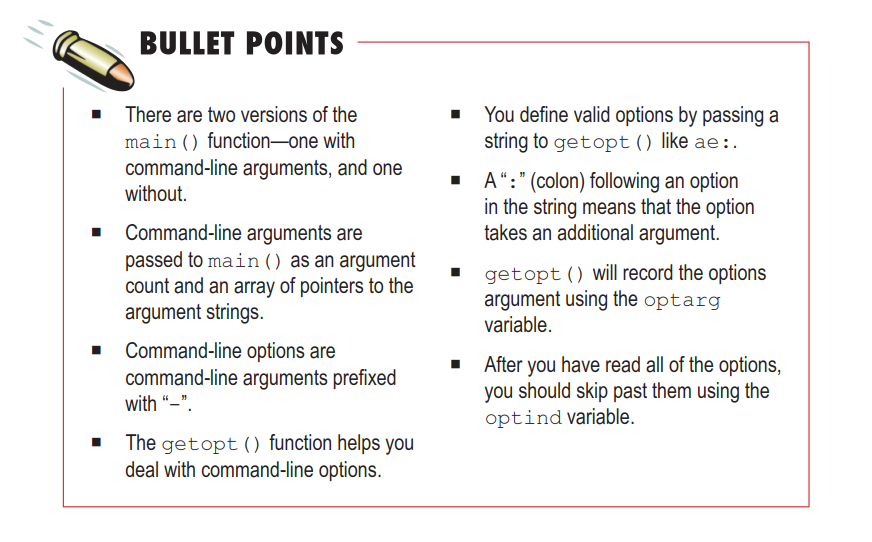 BULLET POINTS
■ There are two versions of the
main() function—one with
command-line arguments, and one
without.
■ Command-line arguments are
passed to main() as an argument
count and an array of pointers to the
argument strings.
■ Command-line options are
command-line arguments prefixed
with “–”.
■ The getopt() function helps you
deal with command-line options.
■ You define valid options by passing a
string to getopt() like ae:.
■ A “:” (colon) following an option
in the string means that the option
takes an additional argument.
■ getopt() will record the options
argument using the optarg
variable.
■ After you have read all of the options,
you should skip past them using the
optind variable.